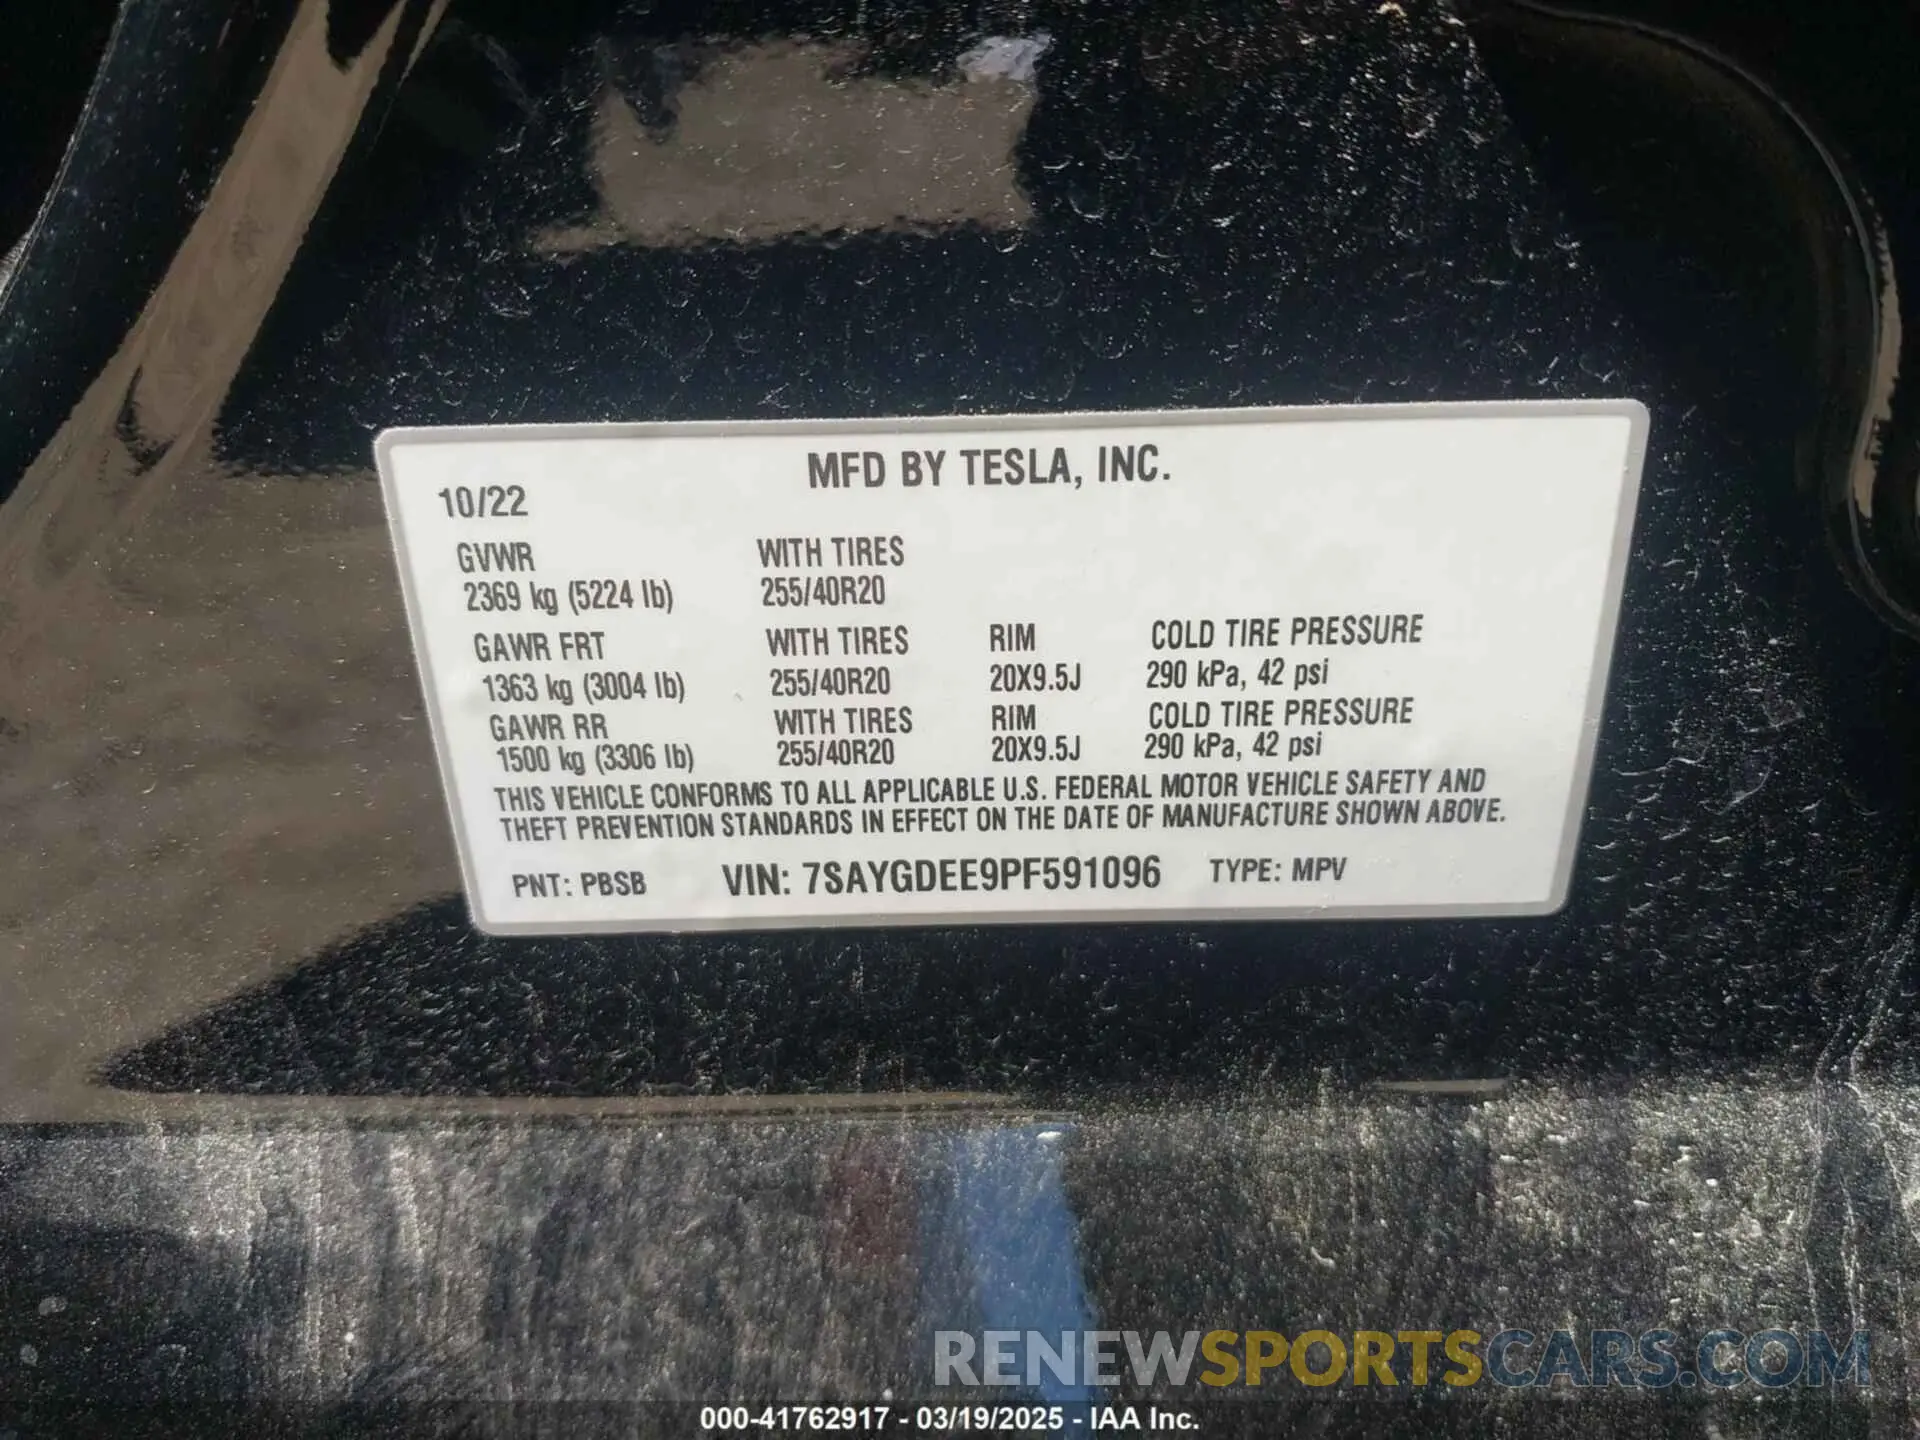 MFD BY TESLA, INC.
10/22
GVWR WITH TIRES
2369 kg (5224 lb) 255/40R20
GAWR FRT WITH TIRES RIM COLD TIRE PRESSURE
1363 kg (3004 lb) 255/40R20 20X9.5J 290 kPa, 42 psi
GAWR RR WITH TIRES RIM COLD TIRE PRESSURE
1500 kg (3306 lb) 255/40R20 20X9.5J 290 kPa, 42 psi
THIS VEHICLE CONFORMS TO ALL APPLICABLE U.S. FEDERAL MOTOR VEHICLE SAFETY AND
THEFT PREVENTION STANDARDS IN EFFECT ON THE DATE OF MANUFACTURE SHOWN ABOVE.
PNT: PBSB VIN: 7SAYGDEE9PF591096 TYPE: MPV
RENEWSPORTSCARS.COM
000-41762917 - 03/19/2025 - IAA Inc.